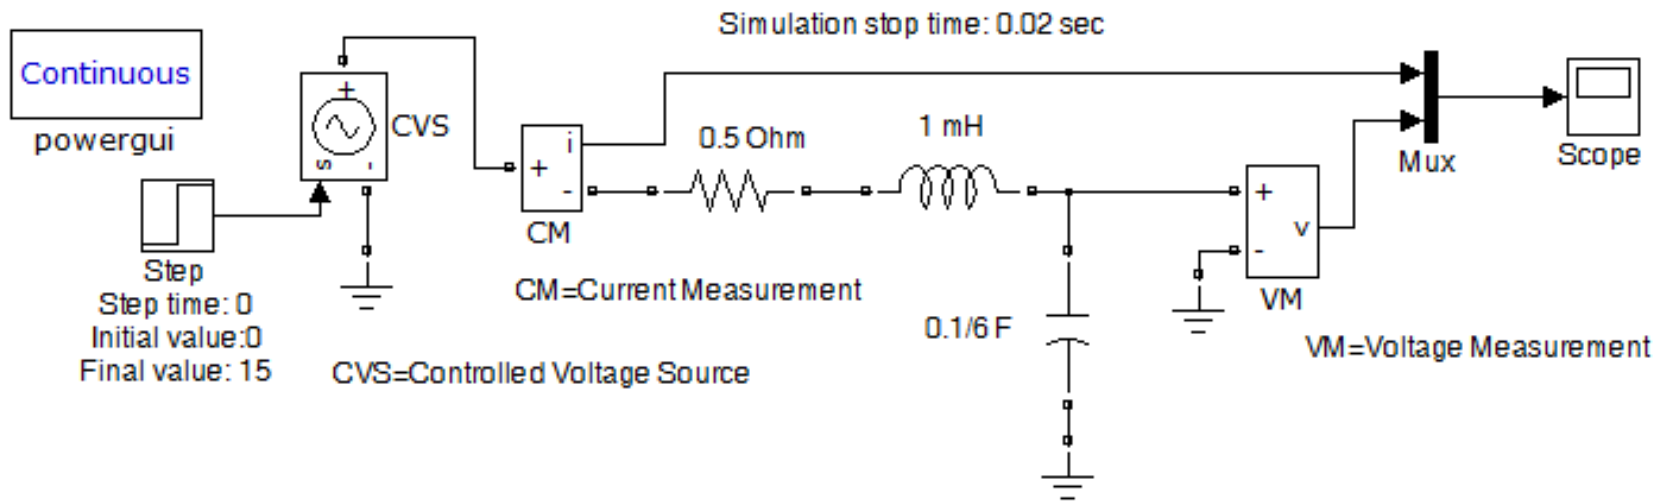 Simulation stop time: 0.02 sec
Continuous
powergui
+
CVS
s
-
i
+
-
CM
0.5 Ohm
1 mH
Mux
Scope
Step
Step time: 0
Initial value:0
Final value: 15
CM=Current Measurement
CVS=Controlled Voltage Source
0.1/6 F
+
v
-
VM
VM=Voltage Measurement